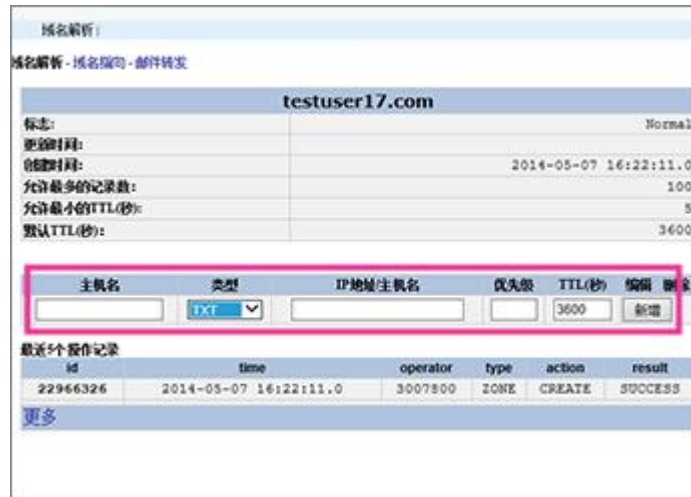 域名解析:
域名解析 - 域名指向 - 邮件转发
testuser17.com
标志: Normal
更新时间:
创建时间: 2014-05-07 16:22:11.0
允许最多的记录数: 100
允许最小的TTL(秒): 5
默认TTL(秒): 3600
主机名 类型 IP地址/主机名 优先级 TTL(秒) 编辑 删除
TXT 3600 新增
最近5个操作记录
id time operator type action result
22966326 2014-05-07 16:22:11.0 3007800 ZONE CREATE SUCCESS
更多